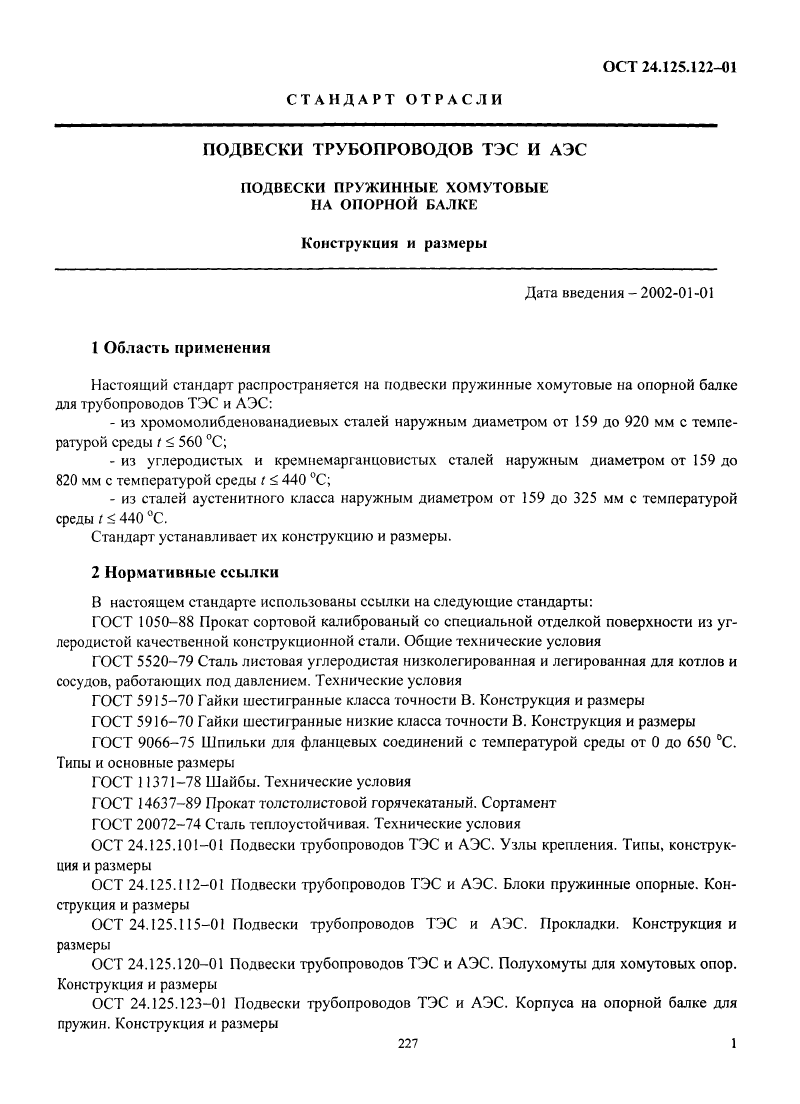 ОСТ 24.125.122–01
СТАНДАРТ ОТРАСЛИ
ПОДВЕСКИ ТРУБОПРОВОДОВ ТЭС И АЭС
ПОДВЕСКИ ПРУЖИННЫЕ ХОМУТОВЫЕ
НА ОПОРНОЙ БАЛКЕ
Конструкция и размеры
Дата введения – 2002-01-01
1 Область применения
Настоящий стандарт распространяется на подвески пружинные хомутовые на опорной балке
для трубопроводов ТЭС и АЭС:
- из хромомолибденованадиевых сталей наружным диаметром от 159 до 920 мм с темпе-
ратурой среды t ≤ 560 °С;
- из углеродистых и кремнемарганцовистых сталей наружным диаметром от 159 до
820 мм с температурой среды t ≤ 440 °С;
- из сталей аустенитного класса наружным диаметром от 159 до 325 мм с температурой
среды t ≤ 440 °С.
Стандарт устанавливает их конструкцию и размеры.
2 Нормативные ссылки
В настоящем стандарте использованы ссылки на следующие стандарты:
ГОСТ 1050–88 Прокат сортовой калиброваный со специальной отделкой поверхности из уг-
леродистой качественной конструкционной стали. Общие технические условия
ГОСТ 5520–79 Сталь листовая углеродистая низколегированная и легированная для котлов и
сосудов, работающих под давлением. Технические условия
ГОСТ 5915–70 Гайки шестигранные класса точности В. Конструкция и размеры
ГОСТ 5916–70 Гайки шестигранные низкие класса точности В. Конструкция и размеры
ГОСТ 9066–75 Шпильки для фланцевых соединений с температурой среды от 0 до 650 °С.
Типы и основные размеры
ГОСТ 11371–78 Шайбы. Технические условия
ГОСТ 14637–89 Прокат толстолистовой горячекатаный. Сортамент
ГОСТ 20072–74 Сталь теплоустойчивая. Технические условия
ОСТ 24.125.101–01 Подвески трубопроводов ТЭС и АЭС. Узлы крепления. Типы, конструк-
ция и размеры
ОСТ 24.125.112–01 Подвески трубопроводов ТЭС и АЭС. Блоки пружинные опорные. Кон-
струкция и размеры
ОСТ 24.125.115–01 Подвески трубопроводов ТЭС и АЭС. Прокладки. Конструкция и
размеры
ОСТ 24.125.120–01 Подвески трубопроводов ТЭС и АЭС. Полухомуты для хомутовых опор.
Конструкция и размеры
ОСТ 24.125.123–01 Подвески трубопроводов ТЭС и АЭС. Корпуса на опорной балке для
пружин. Конструкция и размеры
227
1